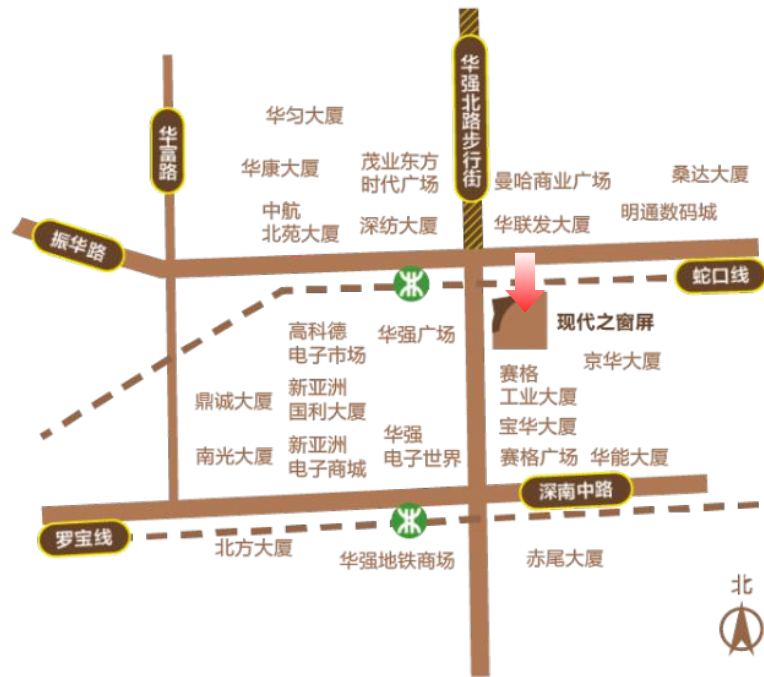 华强北路步行街
华富路
华匀大厦
华康大厦
茂业东方
时代广场
曼哈商业广场
桑达大厦
中航
北苑大厦
深纺大厦
华联发大厦
明通数码城
振华路
蛇口线
现代之窗屏
高科德
电子市场
华强广场
京华大厦
赛格
工业大厦
鼎诚大厦
新亚洲
国利大厦
宝华大厦
南光大厦
新亚洲
电子商城
华强
电子世界
赛格广场
华能大厦
深南中路
罗宝线
北方大厦
华强地铁商场
赤尾大厦
北